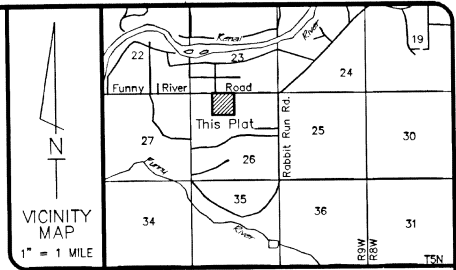 Kenai River
22
23
19
24
Funny River Road
This Plat
Rabbit Run Rd.
27
26
25
30
Funny River
N
VICINITY
MAP
1" = 1 MILE
34
35
36
31
R9W
R8W
T5N